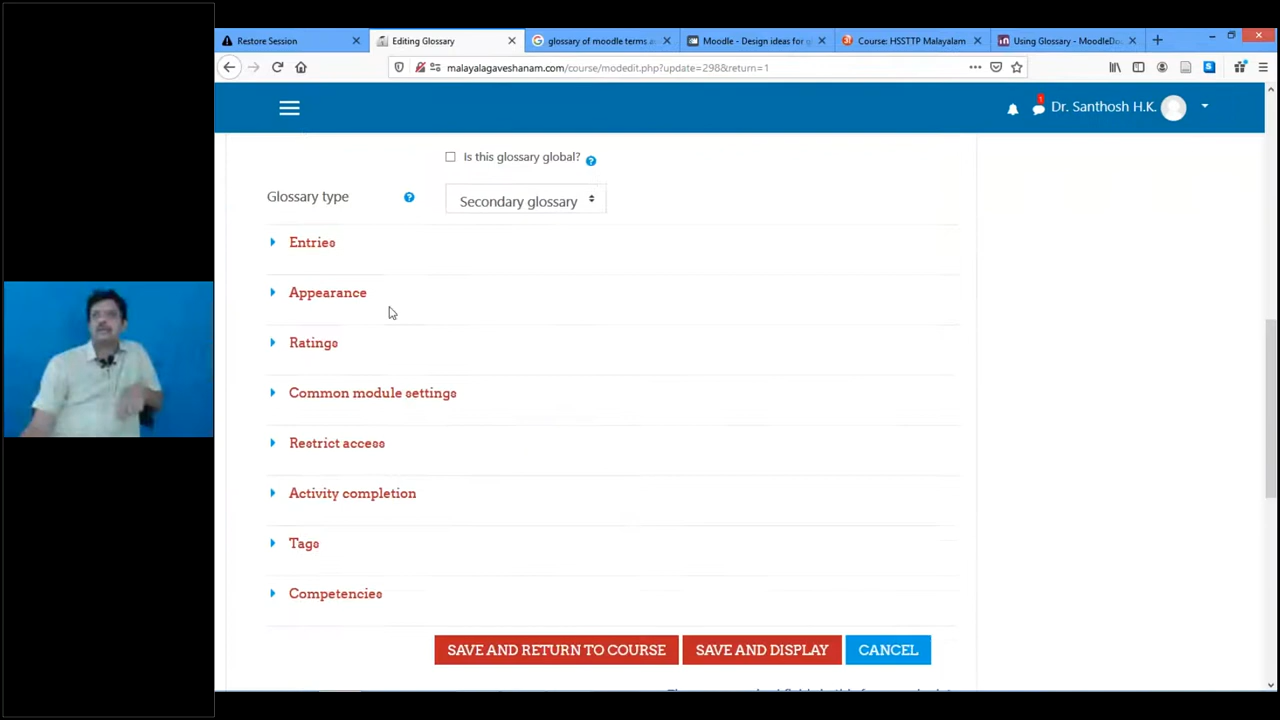 Restore Session
Editing Glossary
glossary of moodle terms a
Moodle - Design ideas for g
Course: HSSTTP Malayalam
Using Glossary - MoodleDo
malayalagaveshanam.com/course/modedit.php?update=298&return=1
1
Dr. Santhosh H.K.
Is this glossary global?
Glossary type
Secondary glossary
Entries
Appearance
Ratings
Common module settings
Restrict access
Activity completion
Tags
Competencies
SAVE AND RETURN TO COURSE
SAVE AND DISPLAY
CANCEL